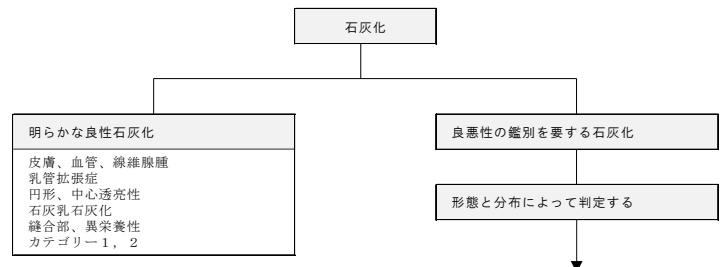 石灰化
明らかな良性石灰化
皮膚、血管、線維腺腫
乳管拡張症
円形、中心透亮性
石灰乳石灰化
縫合部、異栄養性
カテゴリー１，２
良悪性の鑑別を要する石灰化
形態と分布によって判定する